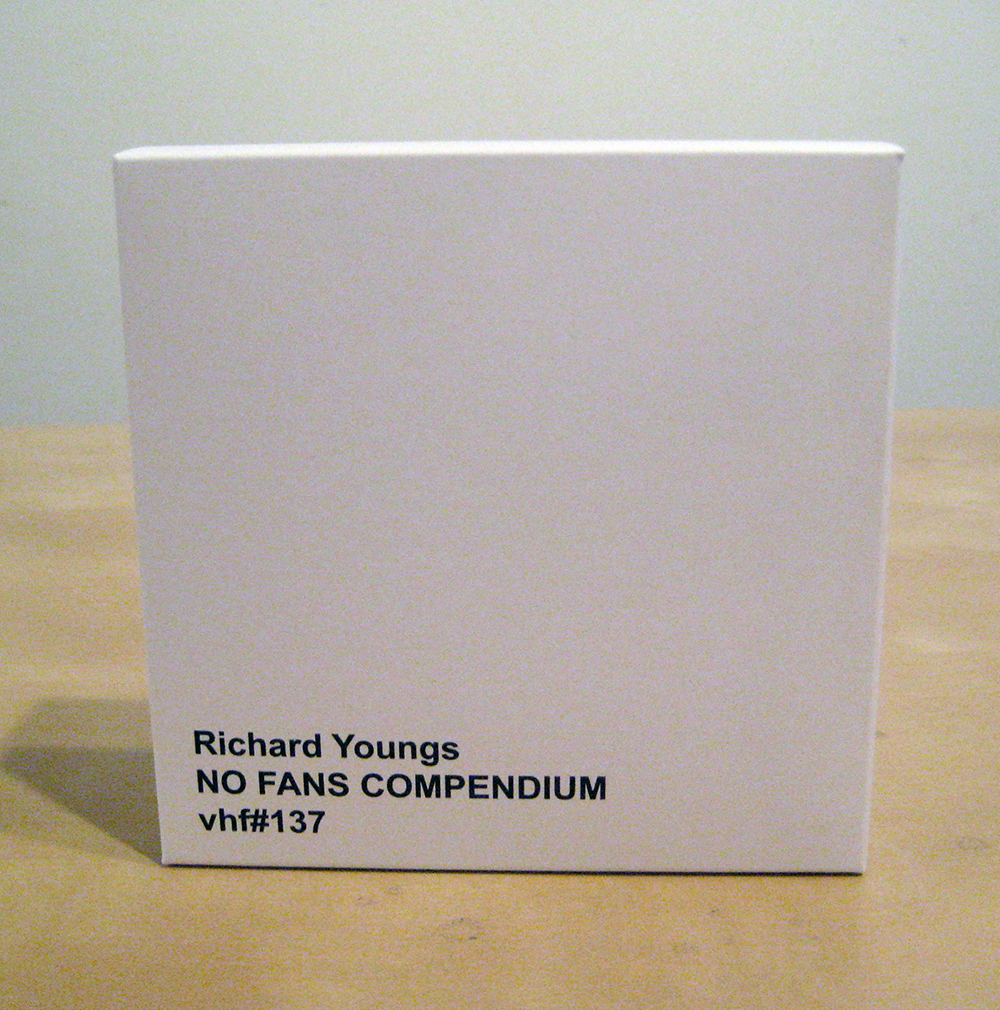 Richard Youngs
NO FANS COMPENDIUM
vhf#137